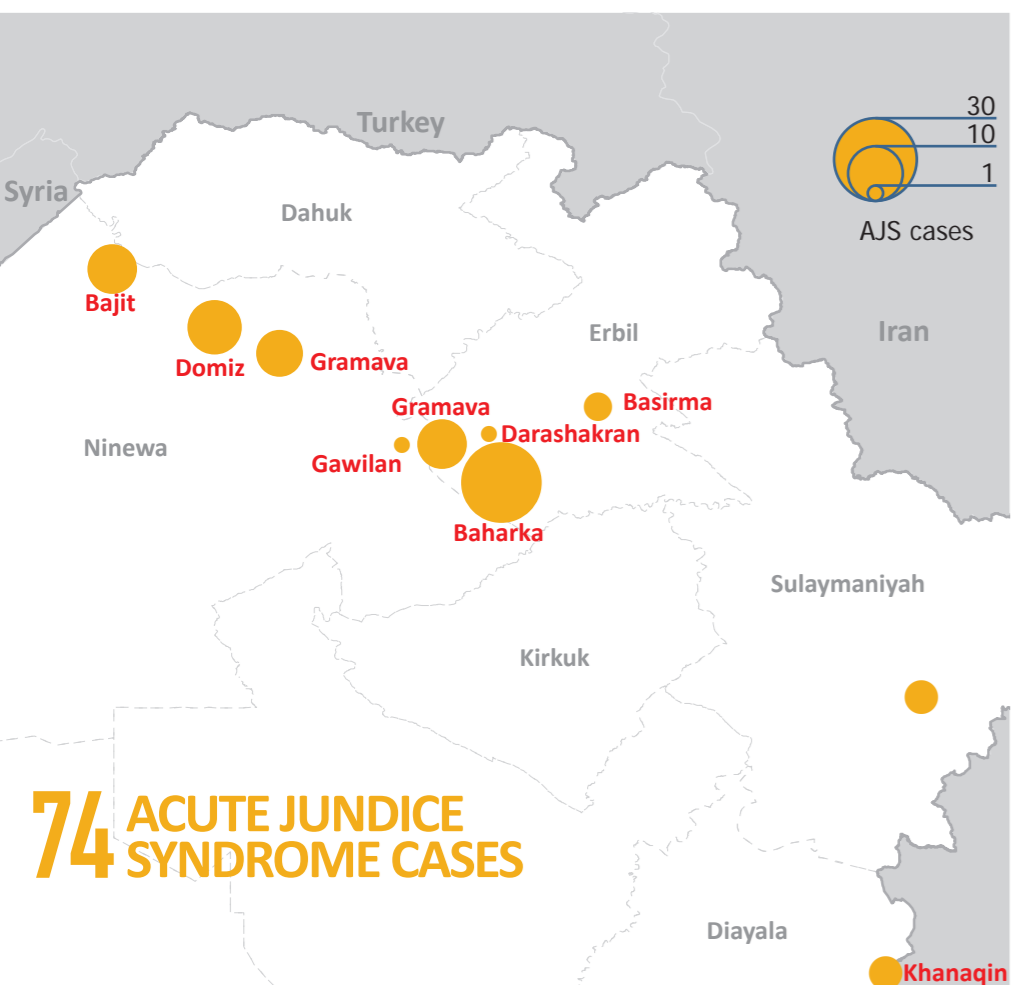 30
10
1
AJS cases
Turkey
Syria
Dahuk
Bajit
Erbil
Iran
Domiz
Gramava
Gramava
Basirma
Darashakran
Ninewa
Gawilan
Baharka
Sulaymaniyah
Kirkuk
74 ACUTE JUNDICE
SYNDROME CASES
Diayala
Khanaqin